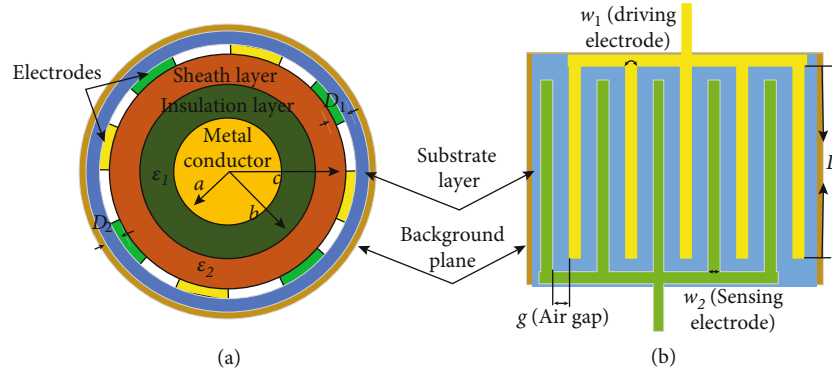 Electrodes
Sheath layer
Insulation layer
Metal
conductor
D1
D2
ε1
ε2
a
b
c
Substrate
layer
Background
plane
(a)
w1 (driving
electrode)
w2 (Sensing
electrode)
g (Air gap)
(b)